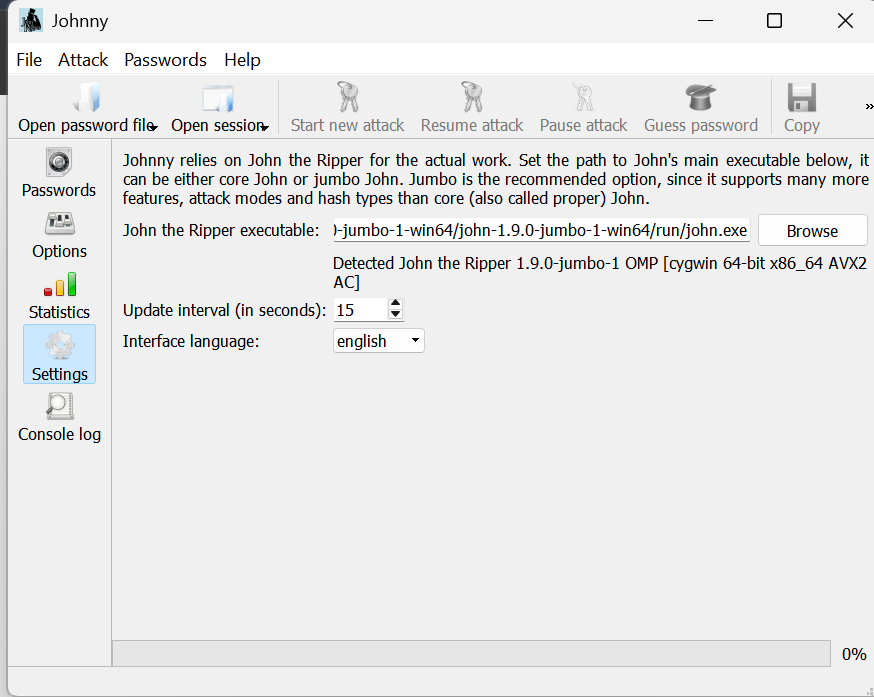 Johnny
File Attack Passwords Help
Open password file Open session Start new attack Resume attack Pause attack Guess password Copy »
Passwords
Options
Statistics
Settings
Console log
Johnny relies on John the Ripper for the actual work. Set the path to John's main executable below, it
can be either core John or jumbo John. Jumbo is the recommended option, since it supports many more
features, attack modes and hash types than core (also called proper) John.
John the Ripper executable: -jumbo-1-win64/john-1.9.0-jumbo-1-win64/run/john.exe Browse
Detected John the Ripper 1.9.0-jumbo-1 OMP [cygwin 64-bit x86_64 AVX2
AC]
Update interval (in seconds): 15
Interface language: english
0%